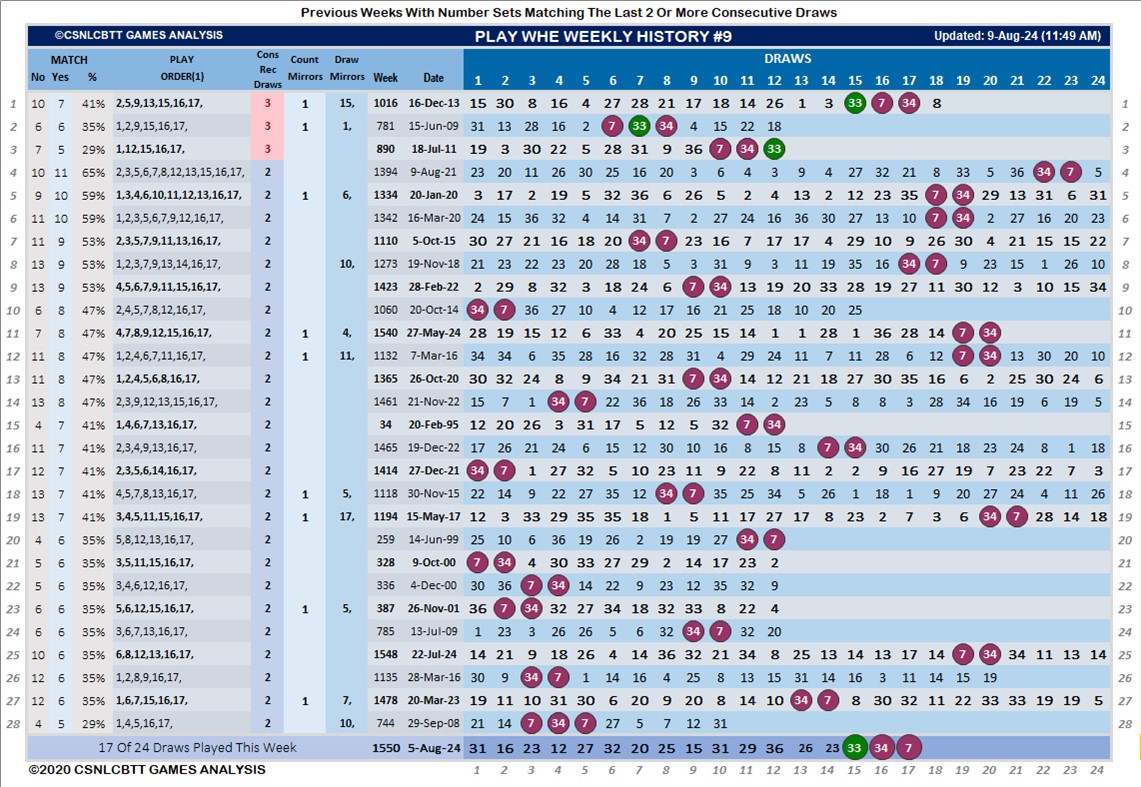 Previous Weeks With Number Sets Matching The Last 2 Or More Consecutive Draws
©CSNLCBTT GAMES ANALYSIS PLAY WHE WEEKLY HISTORY #9 Updated: 9-Aug-24 (11:49 AM)
MATCH PLAY Cons Count Draw DRAWS
No Yes % ORDER(1) Rec Draws Mirrors Mirrors Week Date 1 2 3 4 5 6 7 8 9 10 11 12 13 14 15 16 17 18 19 20 21 22 23 24
1 10 7 41% 2,5,9,13,15,16,17, 3 1 15, 1016 16-Dec-13 15 30 8 16 4 27 28 21 17 18 14 26 1 3 33 7 34 8 1
2 6 6 35% 1,2,9,15,16,17, 3 1 1, 781 15-Jun-09 31 13 28 16 2 7 33 34 4 15 22 18 2
3 7 5 29% 1,12,15,16,17, 3 890 18-Jul-11 19 3 30 22 5 28 31 9 36 7 34 33 3
4 10 11 65% 2,3,5,6,7,8,12,13,15,16,17, 2 1394 9-Aug-21 23 20 11 26 30 25 16 20 3 6 4 3 9 4 27 32 21 8 33 5 36 34 7 5 4
5 9 10 59% 1,3,4,6,10,11,12,13,16,17, 2 1 6, 1334 20-Jan-20 3 17 2 19 5 32 36 6 26 5 2 4 13 2 12 23 35 7 34 29 13 31 6 31 5
6 11 10 59% 1,2,3,5,6,7,9,12,16,17, 2 1342 16-Mar-20 24 15 36 32 4 14 31 7 2 27 24 16 36 30 27 13 10 7 34 2 27 16 20 23 6
7 11 9 53% 2,3,5,7,9,11,13,16,17, 2 1110 5-Oct-15 30 27 21 16 18 20 34 7 23 16 7 17 17 4 29 10 9 26 30 4 21 15 15 22 7
8 13 9 53% 1,2,3,7,9,13,14,16,17, 2 10, 1273 19-Nov-18 21 23 22 23 20 28 18 5 3 31 9 3 11 19 35 16 34 7 9 23 15 1 26 10 8
9 13 9 53% 4,5,6,7,9,11,15,16,17, 2 1423 28-Feb-22 2 29 8 32 3 18 24 6 7 34 13 19 20 33 28 19 27 11 30 12 3 10 15 34 9
10 6 8 47% 2,4,5,7,8,12,16,17, 2 1060 20-Oct-14 34 7 36 27 10 4 12 17 16 21 25 18 10 20 25 10
11 7 8 47% 4,7,8,9,12,15,16,17, 2 1 4, 1540 27-May-24 28 19 15 12 6 33 4 20 25 15 14 1 1 28 1 36 28 14 7 34 11
12 11 8 47% 1,2,4,6,7,11,16,17, 2 1 11, 1132 7-Mar-16 34 34 6 35 28 16 32 28 31 4 29 24 11 7 11 28 6 12 7 34 13 30 20 10 12
13 11 8 47% 1,2,4,5,6,8,16,17, 2 1365 26-Oct-20 30 32 24 8 9 34 21 31 7 34 14 12 21 18 27 30 35 16 6 2 25 30 24 6 13
14 13 8 47% 2,3,9,12,13,15,16,17, 2 1461 21-Nov-22 15 7 1 34 7 22 36 18 26 33 14 2 23 5 8 8 3 28 34 16 19 6 19 5 14
15 4 7 41% 1,4,6,7,13,16,17, 2 34 20-Feb-95 12 20 26 3 31 17 5 12 5 32 7 34 15
16 11 7 41% 2,3,4,9,13,16,17, 2 1465 19-Dec-22 17 26 21 24 6 15 12 30 10 16 8 15 8 7 34 30 26 21 18 23 24 8 1 18 16
17 12 7 41% 2,3,5,6,14,16,17, 2 1414 27-Dec-21 34 7 1 27 32 5 10 23 11 9 22 8 11 2 2 9 16 27 19 7 23 22 7 3 17
18 13 7 41% 4,5,7,8,13,16,17, 2 1 5, 1118 30-Nov-15 22 14 9 22 27 35 12 34 7 35 25 34 5 26 1 18 1 9 20 27 24 4 11 26 18
19 13 7 41% 3,4,5,11,15,16,17, 2 1 17, 1194 15-May-17 12 3 33 29 35 35 18 1 5 11 17 27 17 8 23 2 7 3 6 34 7 28 14 18 19
20 4 6 35% 5,8,12,13,16,17, 2 259 14-Jun-99 25 10 6 36 19 26 2 19 19 27 34 7 20
21 5 6 35% 3,5,11,15,16,17, 2 328 9-Oct-00 7 34 4 30 33 27 29 2 14 17 23 2 21
22 5 6 35% 3,4,6,12,16,17, 2 336 4-Dec-00 30 36 7 34 14 22 9 23 12 35 32 9 22
23 6 6 35% 5,6,12,15,16,17, 2 1 5, 387 26-Nov-01 36 7 34 32 27 34 18 32 33 8 22 4 23
24 6 6 35% 3,6,7,13,16,17, 2 785 13-Jul-09 1 23 3 26 26 5 6 32 34 7 32 20 24
25 10 6 35% 6,8,12,13,16,17, 2 1548 22-Jul-24 14 21 9 18 26 4 14 36 32 21 34 8 25 13 14 13 17 14 7 34 34 11 13 14 25
26 12 6 35% 1,2,8,9,16,17, 2 1135 28-Mar-16 30 9 34 7 1 14 16 4 25 8 13 15 31 14 16 3 11 14 15 19 26
27 12 6 35% 1,6,7,15,16,17, 2 1 7, 1478 20-Mar-23 19 11 10 31 30 6 20 9 20 8 14 10 34 7 8 30 32 11 22 33 33 19 19 5 27
28 4 5 29% 1,4,5,16,17, 2 10, 744 29-Sep-08 21 14 7 34 7 27 5 7 12 31 28
17 Of 24 Draws Played This Week 1550 5-Aug-24 31 16 23 12 27 32 20 25 15 31 29 36 26 23 33 34 7
©2020 CSNLCBTT GAMES ANALYSIS 1 2 3 4 5 6 7 8 9 10 11 12 13 14 15 16 17 18 19 20 21 22 23 24